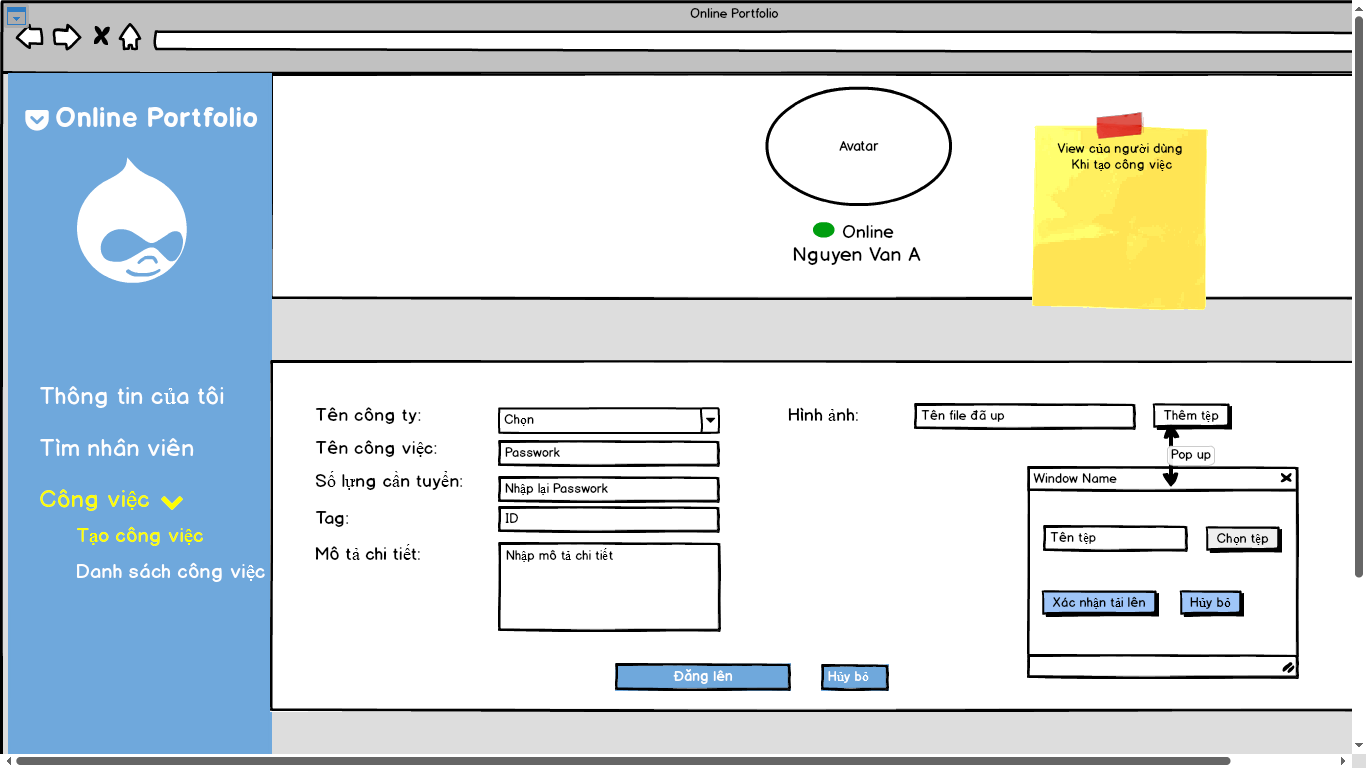 Online Portfolio
Online Portfolio
Avatar
Online
Nguyen Van A
View của người dùng
Khi tạo công việc
Thông tin của tôi
Tìm nhân viên
Công việc
Tạo công việc
Danh sách công việc
Tên công ty:
Chọn
Tên công việc:
Passwork
Số lựng cần tuyển:
Nhập lại Passwork
Tag:
ID
Mô tả chi tiết:
Nhập mô tả chi tiết
Hình ảnh:
Tên file đã up
Thêm tệp
Pop up
Window Name
Tên tệp
Chọn tệp
Xác nhận tải lên
Hủy bỏ
Đăng lên
Hủy bỏ